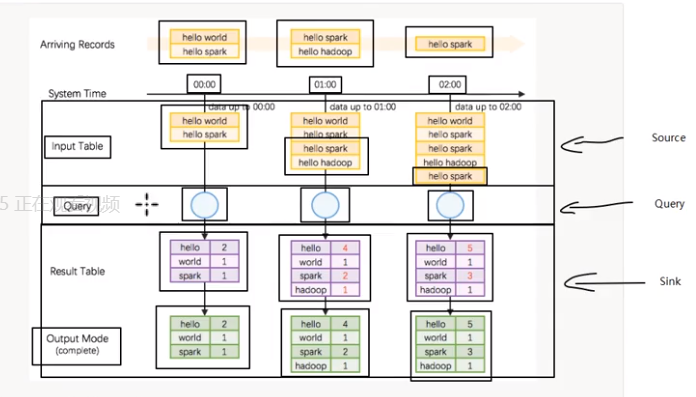 Arriving Records
hello world
hello spark
hello spark
hello hadoop
hello spark
System Time
00:00
01:00
02:00
data up to 00:00
data up to 01:00
data up to 02:00
Input Table
hello world
hello spark
hello world
hello spark
hello spark
hello hadoop
hello world
hello spark
hello spark
hello hadoop
hello spark
Source
5 正在观看视频
Query
Query
Result Table
hello 2
world 1
spark 1
hello 4
world 1
spark 2
hadoop 1
hello 5
world 1
spark 3
hadoop 1
Sink
Output Mode
(complete)
hello 2
world 1
spark 1
hello 4
world 1
spark 2
hadoop 1
hello 5
world 1
spark 3
hadoop 1